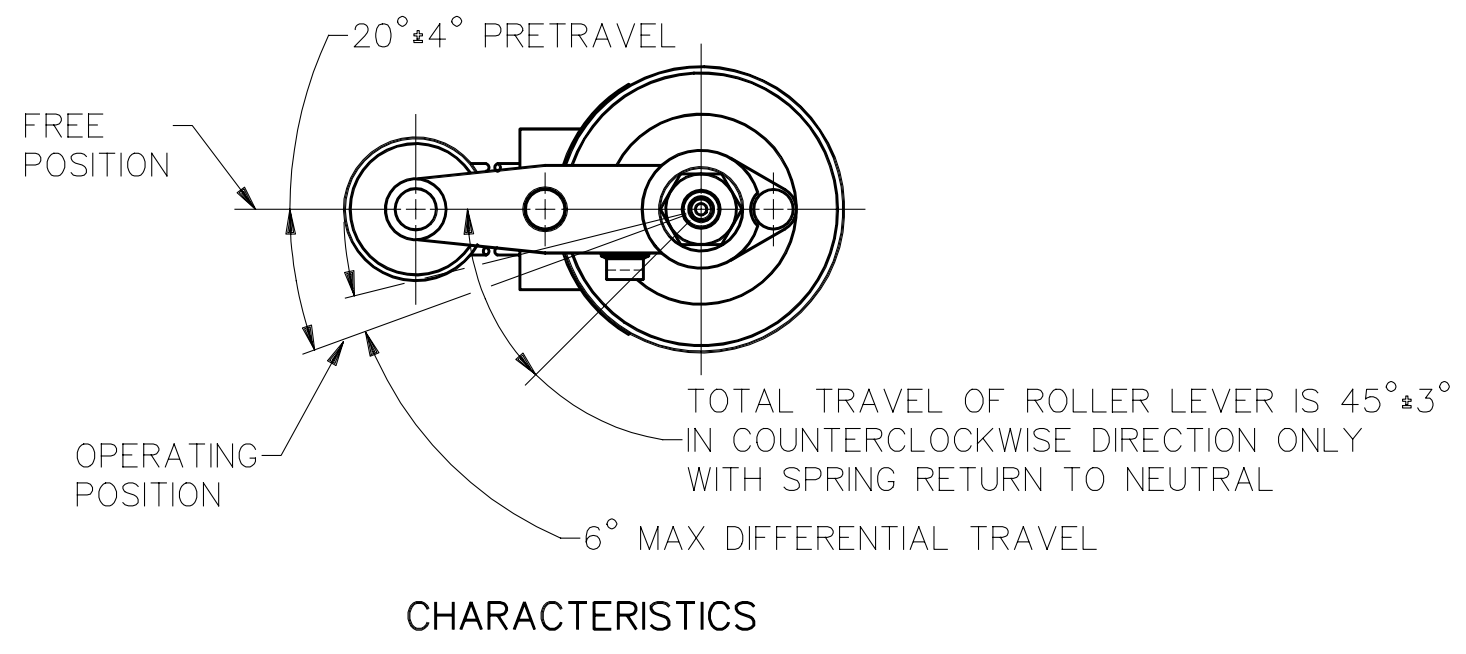 20°±4° PRETRAVEL
FREE
POSITION
TOTAL TRAVEL OF ROLLER LEVER IS 45°±3°
IN COUNTERCLOCKWISE DIRECTION ONLY
WITH SPRING RETURN TO NEUTRAL
OPERATING
POSITION
6° MAX DIFFERENTIAL TRAVEL
CHARACTERISTICS